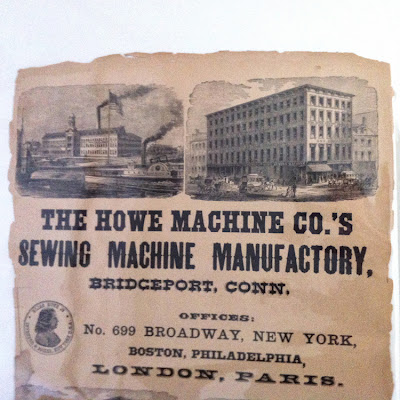 THE HOWE MACHINE CO.'S
SEWING MACHINE MANUFACTORY,
BRIDGEPORT, CONN,
OFFICES:
No. 699 BROADWAY, NEW YORK,
BOSTON, PHILADELPHIA,
LONDON, PARIS.